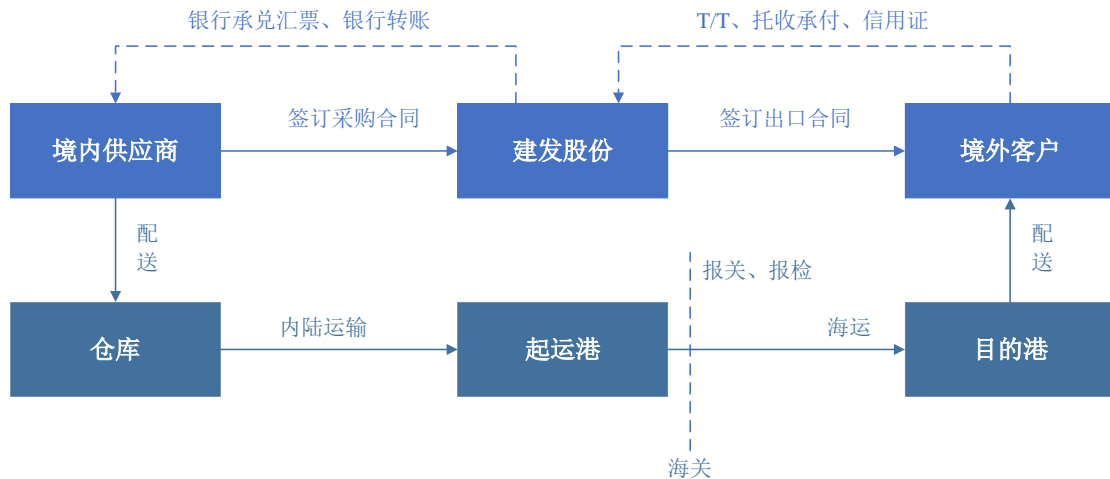 银行承兑汇票、银行转账
T/T、托收承付、信用证
签订采购合同
签订出口合同
境内供应商
建发股份
境外客户
配
送
配
送
报关、报检
内陆运输
海运
仓库
起运港
目的港
海关